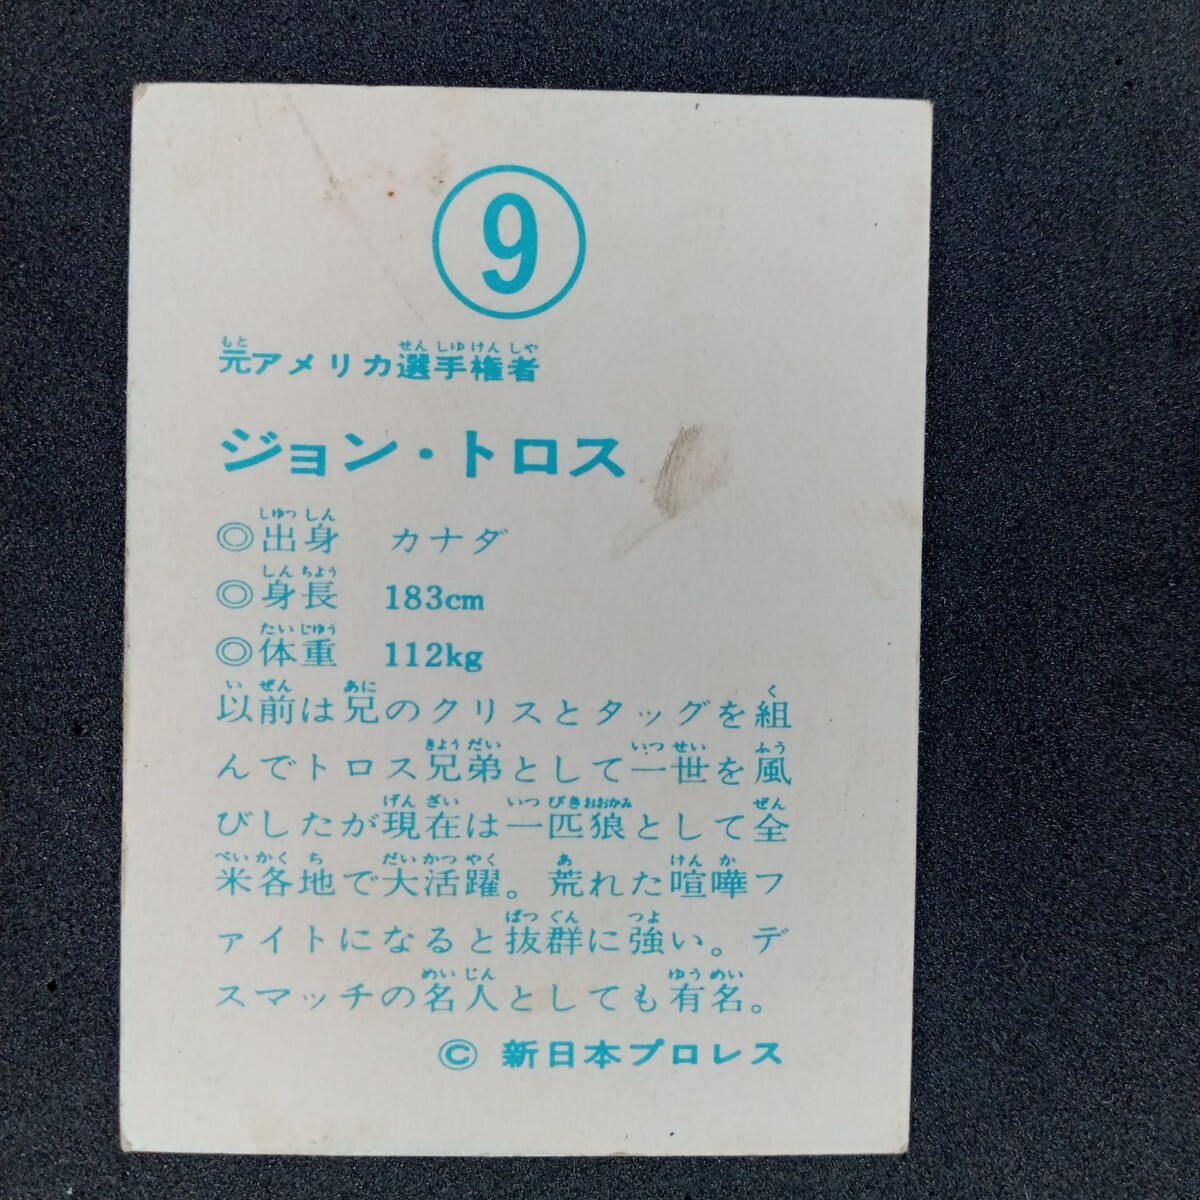 9
元アメリカ選手権者
ジョン・トロス
◎出身 カナダ
◎身長 183cm
◎体重 112kg
以前は兄のクリスとタッグを組
んでトロス兄弟として一世を風
びしたが現在は一匹狼として全
米各地で大活躍。荒れた喧嘩フ
ァイトになると抜群に強い。デ
スマッチの名人としても有名。
© 新日本プロレス